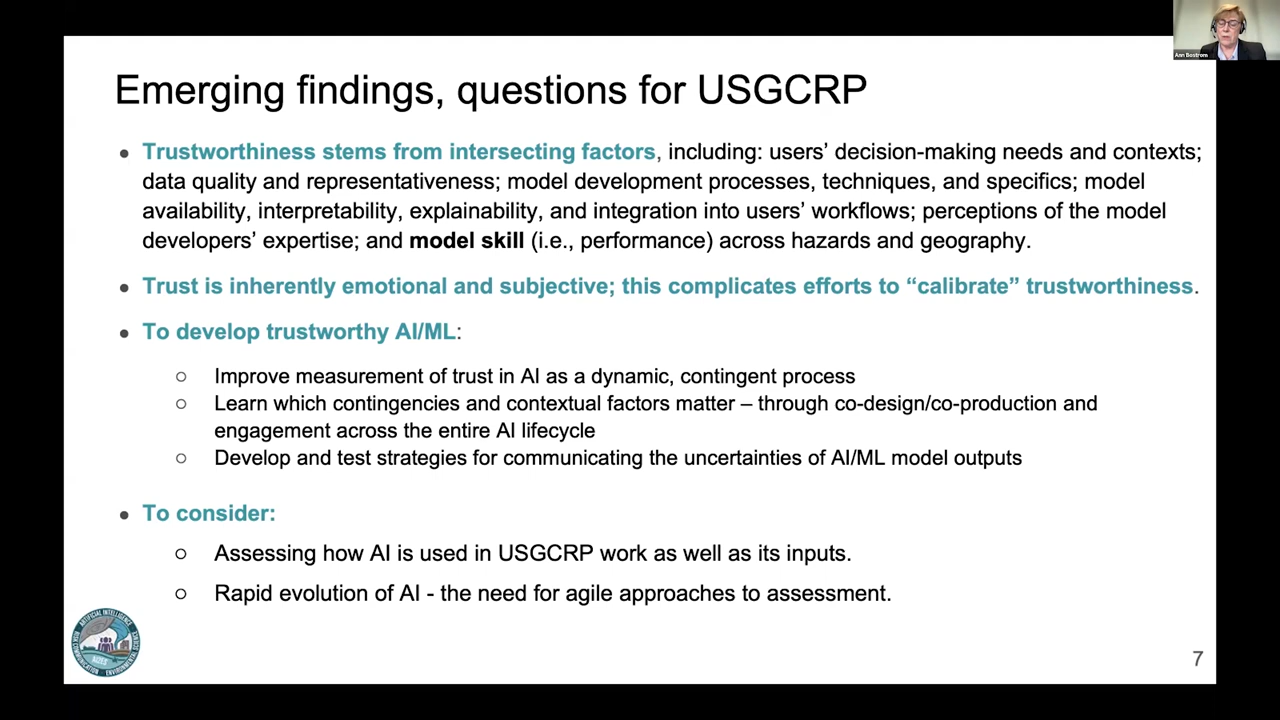 Ann Bostrom
Emerging findings, questions for USGCRP
● Trustworthiness stems from intersecting factors, including: users’ decision-making needs and contexts;
data quality and representativeness; model development processes, techniques, and specifics; model
availability, interpretability, explainability, and integration into users’ workflows; perceptions of the model
developers’ expertise; and model skill (i.e., performance) across hazards and geography.
● Trust is inherently emotional and subjective; this complicates efforts to “calibrate” trustworthiness.
● To develop trustworthy AI/ML:
○ Improve measurement of trust in AI as a dynamic, contingent process
○ Learn which contingencies and contextual factors matter – through co-design/co-production and
engagement across the entire AI lifecycle
○ Develop and test strategies for communicating the uncertainties of AI/ML model outputs
● To consider:
○ Assessing how AI is used in USGCRP work as well as its inputs.
○ Rapid evolution of AI - the need for agile approaches to assessment.
ARTIFICIAL INTELLIGENCE
RISK COMMUNICATION
7